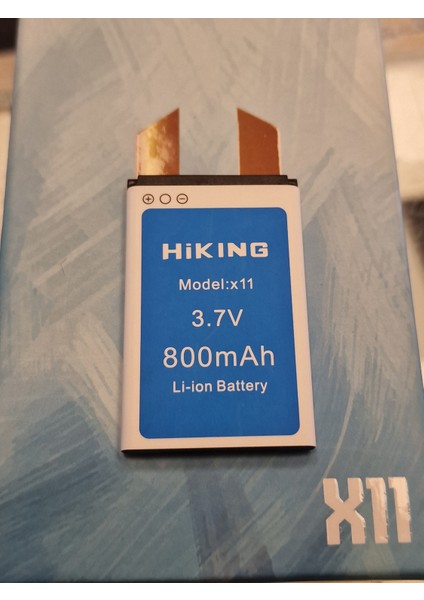 HiKING
Model:x11
3.7V
800mAh
Li-ion Battery
X11